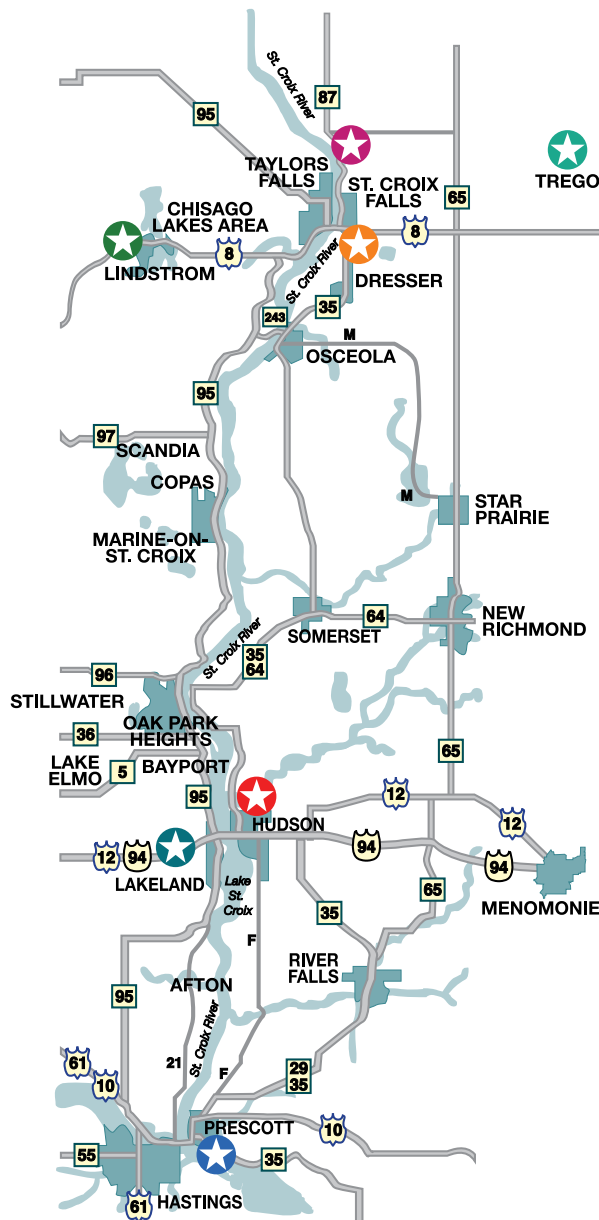 St. Croix River
87
95
TAYLORS
FALLS
ST. CROIX
FALLS
TREGO
65
CHISAGO
LAKES AREA
8
8
LINDSTROM
St. Croix River
DRESSER
243
35
M
OSCEOLA
95
97
SCANDIA
COPAS
M
STAR
PRAIRIE
MARINE-ON-
ST. CROIX
SOMERSET
64
NEW
RICHMOND
St. Croix River
35
64
96
STILLWATER
OAK PARK
HEIGHTS
36
LAKE
ELMO
5
BAYPORT
65
95
12
HUDSON
12
12
94
LAKELAND
94
94
MENOMONIE
Lake
St.
Croix
65
35
F
RIVER
FALLS
AFTON
95
St. Croix River
61
10
21
F
29
35
PRESCOTT
10
55
35
HASTINGS
61